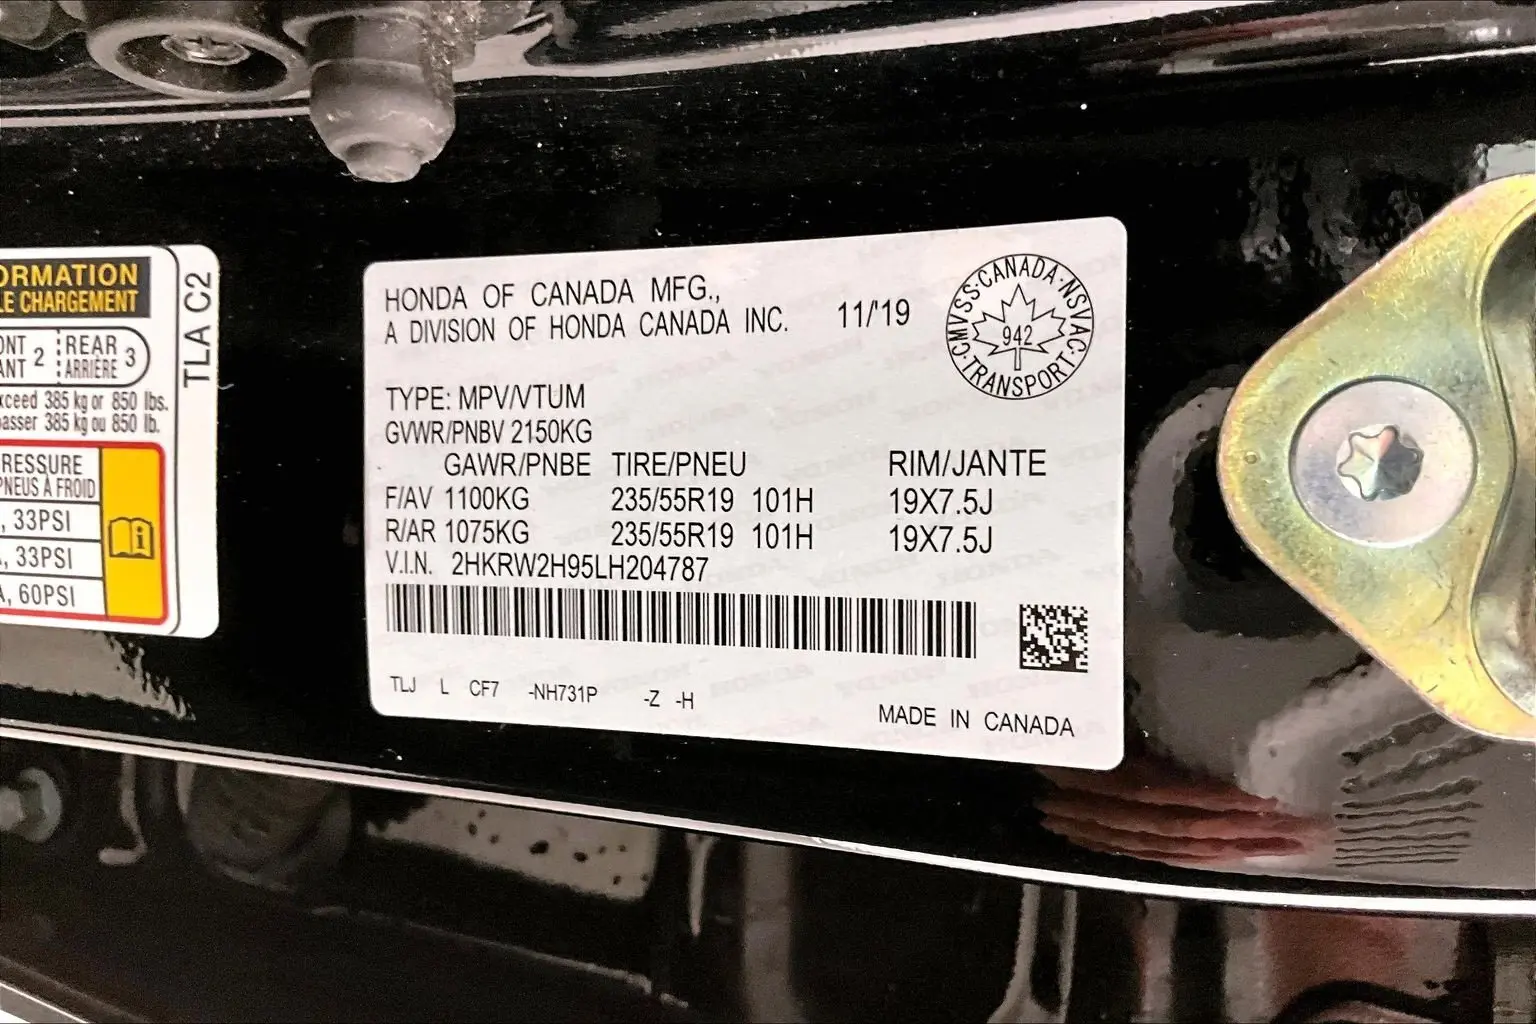 ORMATION
LE CHARGEMENT
ONT 2 REAR 3
ANT ARRIÈRE
xceed 385 kg or 850 lbs.
passer 385 kg ou 850 lb.
RESSURE
PNEUS À FROID
, 33PSI
A, 33PSI
A, 60PSI
TLA C2
HONDA OF CANADA MFG.,
A DIVISION OF HONDA CANADA INC. 11/'19
CANADA·NSVAC·TRANSPORT·CMVSS·
942
TYPE: MPV/VTUM
GVWR/PNBV 2150KG
GAWR/PNBE TIRE/PNEU RIM/JANTE
F/AV 1100KG 235/55R19 101H 19X7.5J
R/AR 1075KG 235/55R19 101H 19X7.5J
V.I.N. 2HKRW2H95LH204787
TLJ L CF7 -NH731P -Z -H
MADE IN CANADA